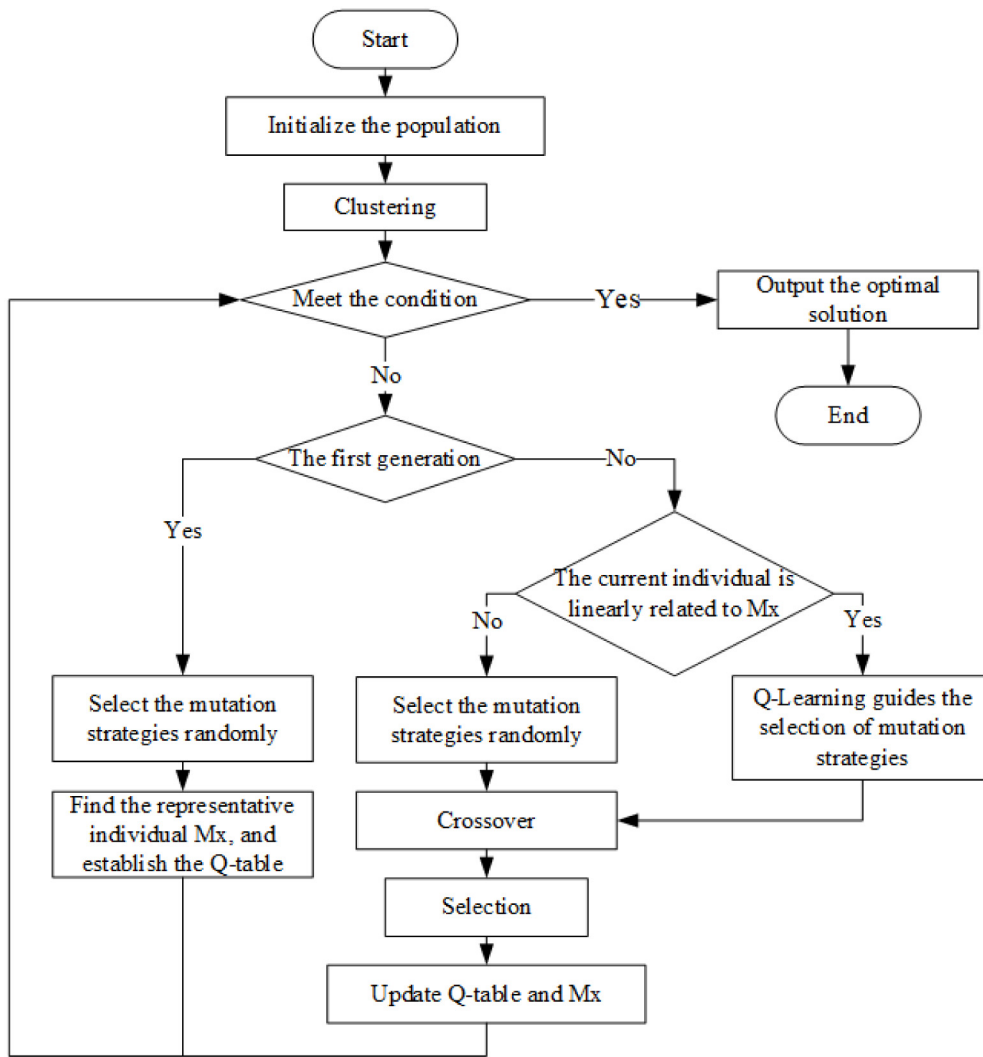 Start
Initialize the population
Clustering
Meet the condition
Yes
Output the optimal
solution
End
No
The first generation
No
Yes
The current individual is
linearly related to Mx
No
Yes
Select the mutation
strategies randomly
Select the mutation
strategies randomly
Q-Learning guides the
selection of mutation
strategies
Find the representative
individual Mx, and
establish the Q-table
Crossover
Selection
Update Q-table and Mx